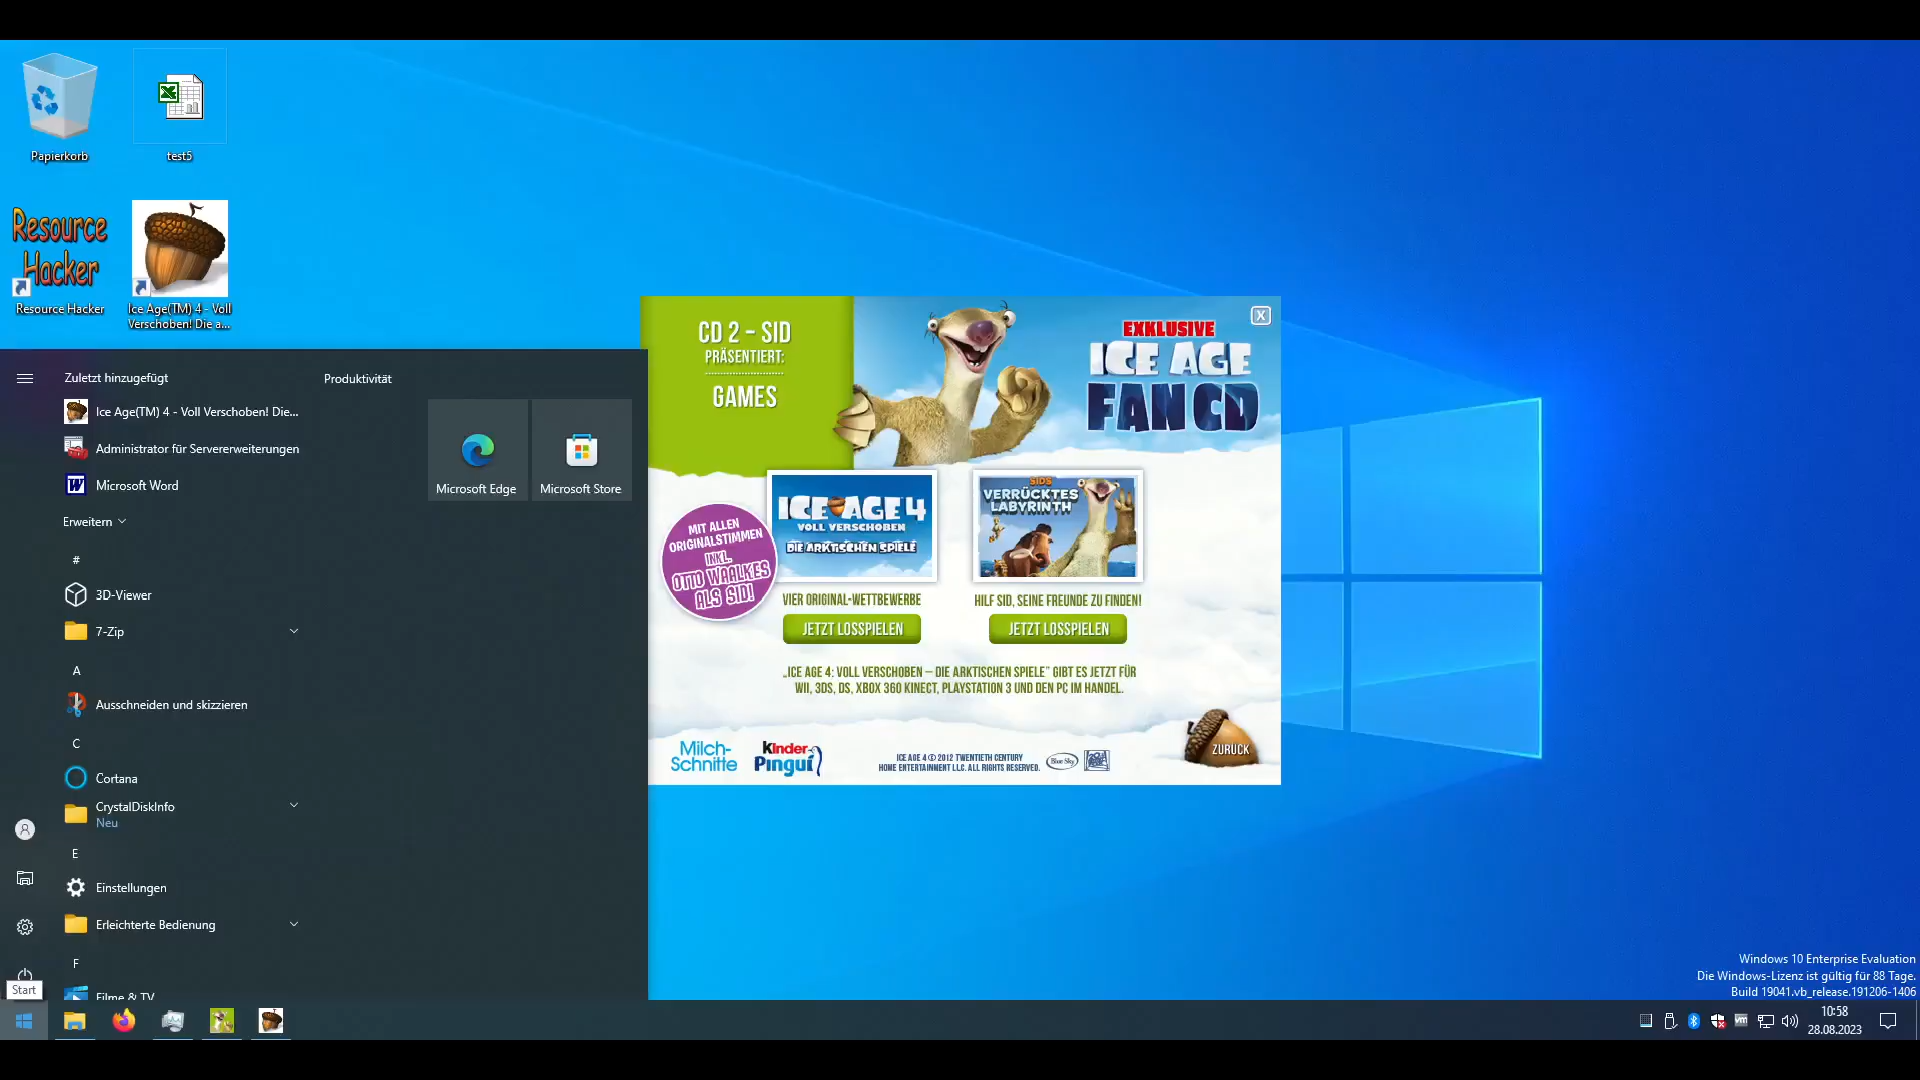 Papierkorb
test5
Resource
Hacker
Resource Hacker
Ice Age(TM) 4 - Voll
Verschoben! Die a...
Zuletzt hinzugefügt
Ice Age(TM) 4 - Voll Verschoben! Die...
Administrator für Servererweiterungen
Microsoft Word
Erweitern
#
3D-Viewer
7-Zip
A
Ausschneiden und skizzieren
C
Cortana
CrystalDiskInfo
Neu
E
Einstellungen
Erleichterte Bedienung
F
Filme & TV
Start
Produktivität
Microsoft Edge
Microsoft Store
CD 2 – SID
PRÄSENTIERT:
GAMES
EXKLUSIVE
ICE AGE
FAN CD
X
MIT ALLEN
ORIGINALSTIMMEN
INKL.
OTTO WAALKES
ALS SID!
ICE AGE 4
VOLL VERSCHOBEN
DIE ARKTISCHEN SPIELE
VIER ORIGINAL-WETTBEWERBE
JETZT LOSSPIELEN
SIDS
VERRÜCKTES
LABYRINTH
HILF SID, SEINE FREUNDE ZU FINDEN!
JETZT LOSSPIELEN
„ICE AGE 4: VOLL VERSCHOBEN – DIE ARKTISCHEN SPIELE" GIBT ES JETZT FÜR
WII, 3DS, DS, XBOX 360 KINECT, PLAYSTATION 3 UND DEN PC IM HANDEL.
Milch-
Schnitte
Kinder
Pinguí
ICE AGE 4 © 2012 TWENTIETH CENTURY
HOME ENTERTAINMENT LLC. ALL RIGHTS RESERVED.
Blue Sky
ZURÜCK
Windows 10 Enterprise Evaluation
Die Windows-Lizenz ist gültig für 88 Tage.
Build 19041.vb_release.191206-1406
vm
10:58
28.08.2023